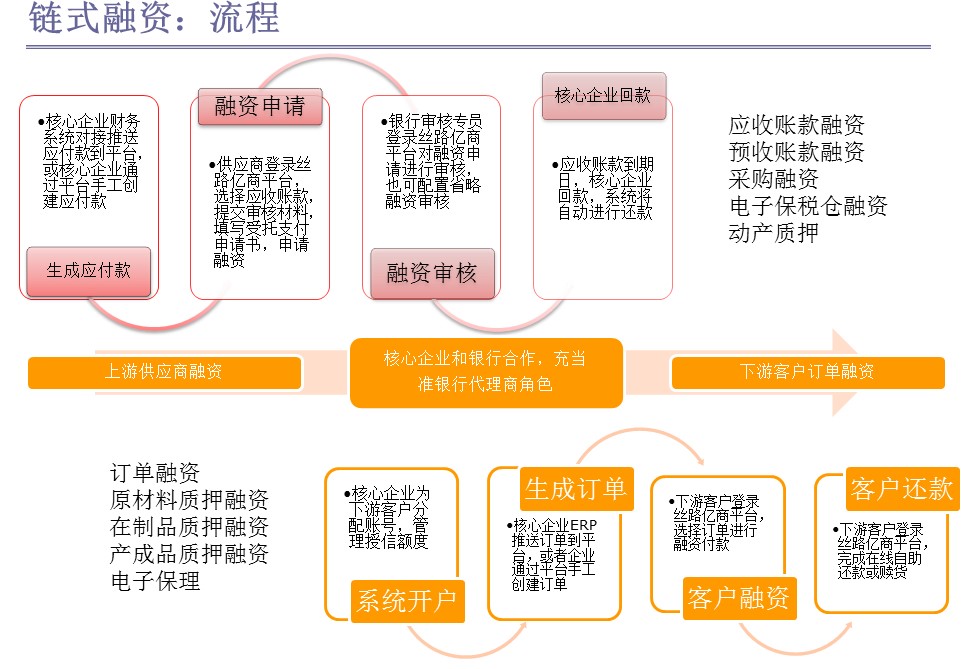 链式融资：流程
•核心企业财务
系统对接推送
应付款到平台，
或核心企业通
过平台手工创
建应付款
生成应付款
融资申请
•供应商登录丝
路亿商平台，
选择应收账款，
提交审核材料，
填写受托支付
申请书，申请
融资
•银行审核专员
登录丝路亿商
平台对融资申
请进行审核，
也可配置省略
融资审核
融资审核
核心企业回款
•应收账款到期
日，核心企业
回款，系统将
自动进行还款
应收账款融资
预收账款融资
采购融资
电子保税仓融资
动产质押
上游供应商融资
核心企业和银行合作，充当
准银行代理商角色
下游客户订单融资
订单融资
原材料质押融资
在制品质押融资
产成品质押融资
电子保理
•核心企业为
下游客户分
配账号，管
理授信额度
系统开户
生成订单
•核心企业ERP
推送订单到平
台，或者企业
通过平台手工
创建订单
•下游客户登录
丝路亿商平台，
选择订单进行
融资付款
客户融资
客户还款
•下游客户登录
丝路亿商平台，
完成在线自助
还款或赎货